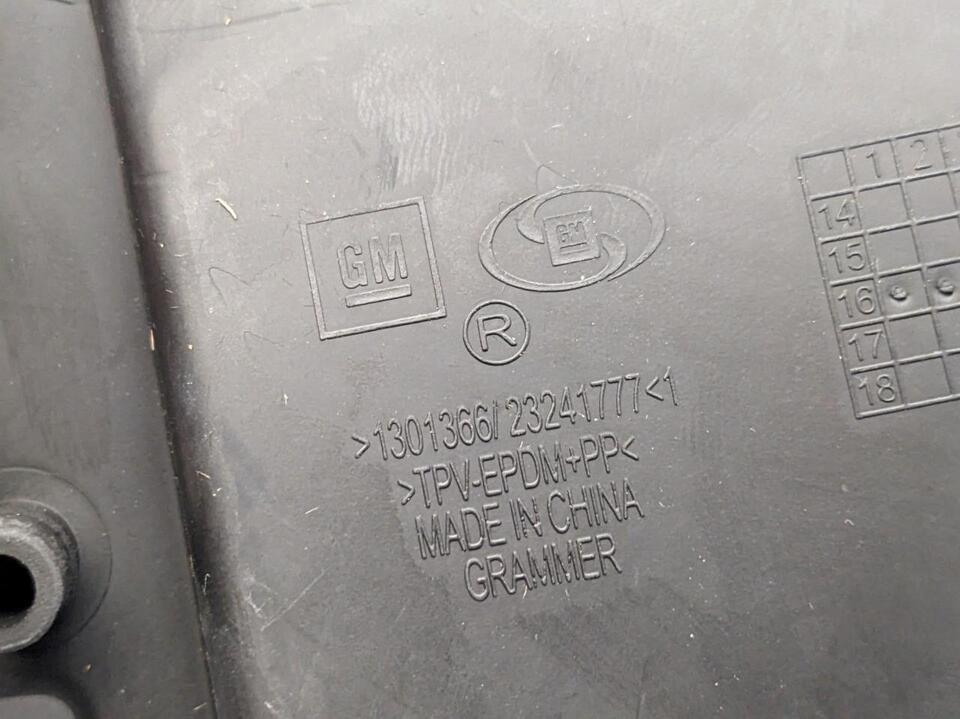 GM
GM
R
>1301366/23241777<1
>TPV-EPDM+PP<
MADE IN CHINA
GRAMMER
1 2
14
15
16
17
18